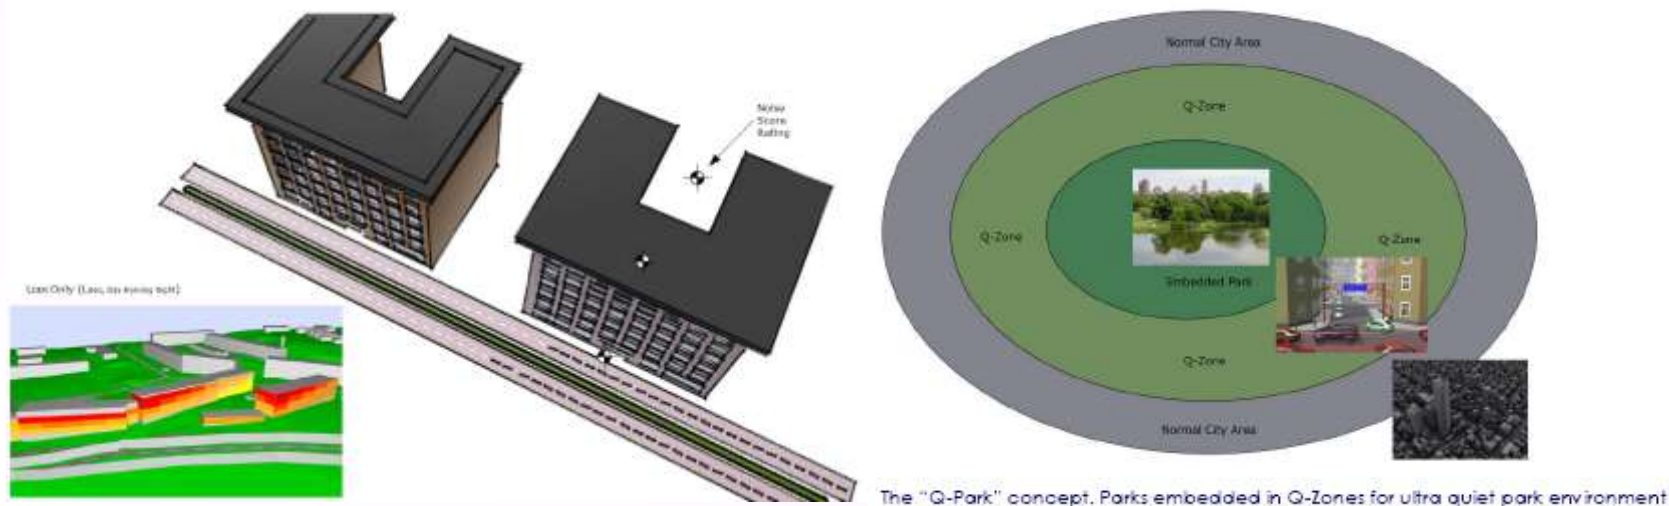 Noise
Score
Rating
Normal City Area
Q-Zone
Q-Zone
Q-Zone
Embedded Park
Q-Zone
Normal City Area
The "Q-Park" concept. Parks embedded in Q-Zones for ultra quiet park environment